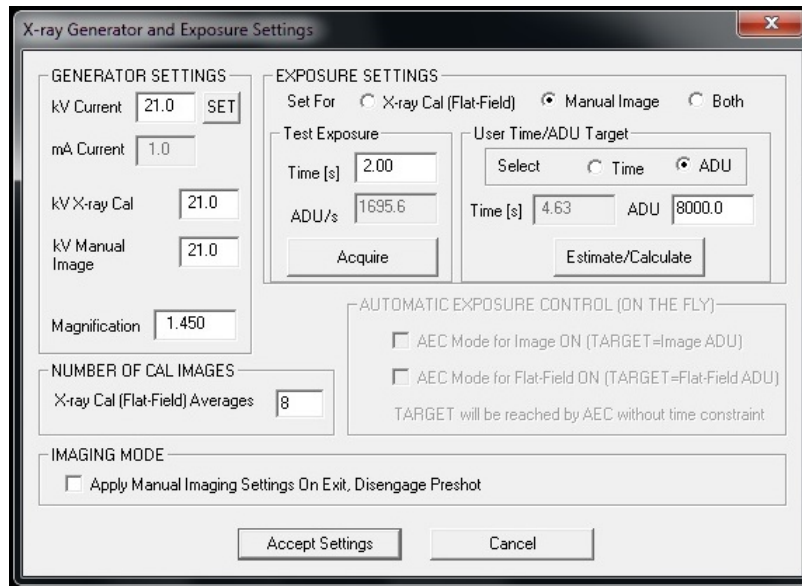 X-ray Generator and Exposure Settings
GENERATOR SETTINGS
kV Current 21.0 SET
mA Current 1.0
kV X-ray Cal 21.0
kV Manual Image 21.0
Magnification 1.450
EXPOSURE SETTINGS
Set For X-ray Cal (Flat-Field) Manual Image Both
Test Exposure
Time [s] 2.00
ADU/s 1695.6
Acquire
User Time/ADU Target
Select Time ADU
Time [s] 4.63 ADU 8000.0
Estimate/Calculate
AUTOMATIC EXPOSURE CONTROL (ON THE FLY)
AEC Mode for Image ON (TARGET=Image ADU)
AEC Mode for Flat-Field ON (TARGET=Flat-Field ADU)
TARGET will be reached by AEC without time constraint
NUMBER OF CAL IMAGES
X-ray Cal (Flat-Field) Averages 8
IMAGING MODE
Apply Manual Imaging Settings On Exit, Disengage Preshot
Accept Settings Cancel